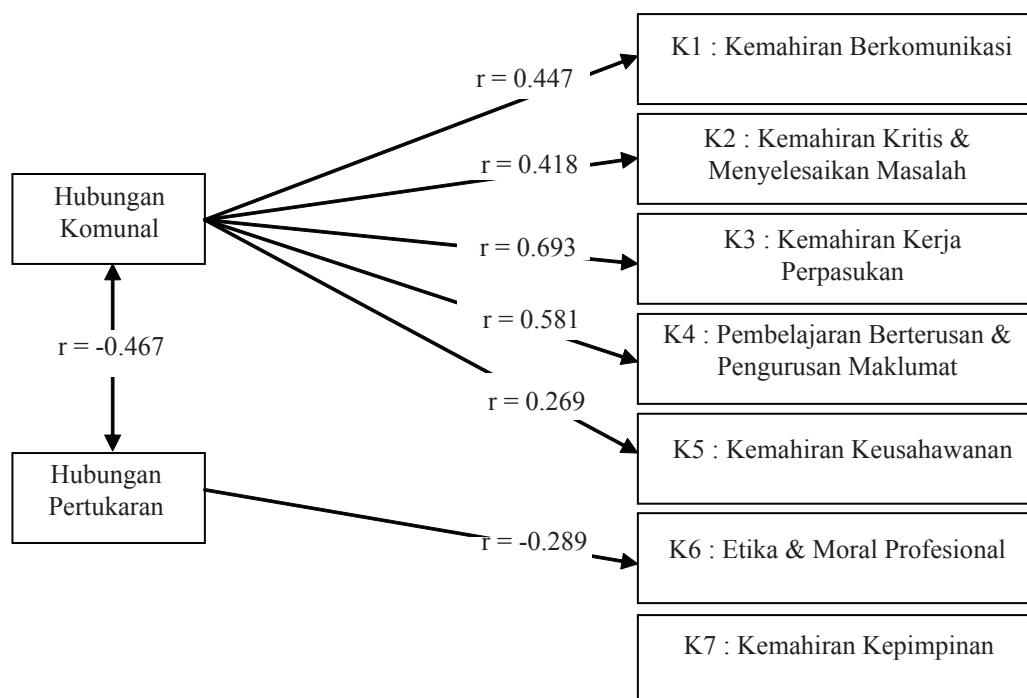 K1 : Kemahiran Berkomunikasi
r = 0.447
K2 : Kemahiran Kritis &
Menyelesaikan Masalah
r = 0.418
Hubungan
Komunal
K3 : Kemahiran Kerja
Perpasukan
r = 0.693
r = 0.581
K4 : Pembelajaran Berterusan &
Pengurusan Maklumat
r = -0.467
r = 0.269
K5 : Kemahiran Keusahawanan
Hubungan
Pertukaran
r = -0.289
K6 : Etika & Moral Profesional
K7 : Kemahiran Kepimpinan